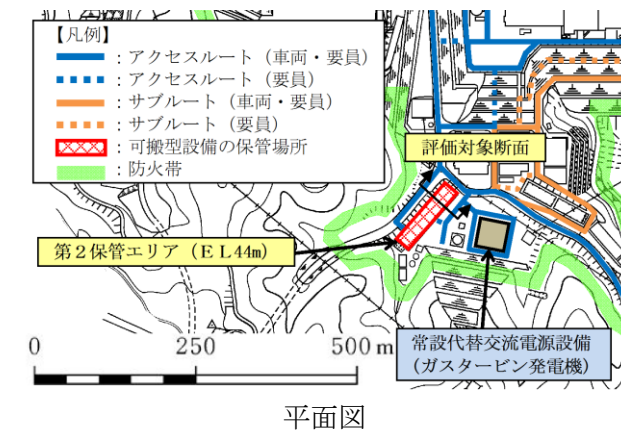 【凡例】
：アクセスルート（車両・要員）
：アクセスルート（要員）
：サブルート（車両・要員）
：サブルート（要員）
：可搬型設備の保管場所
：防火帯
評価対象断面
第２保管エリア（ＥＬ44m）
常設代替交流電源設備
（ガスタービン発電機）
0 250 500 m
平面図